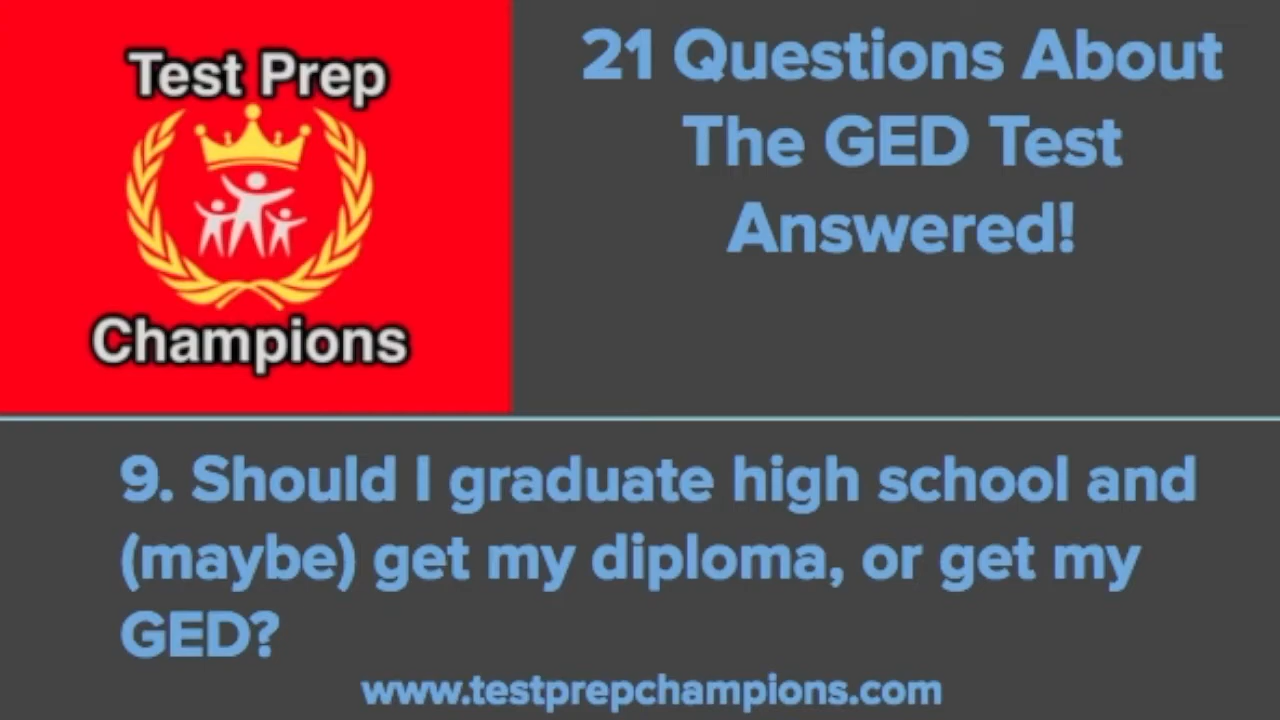 Test Prep
Champions
21 Questions About
The GED Test
Answered!
9. Should I graduate high school and
(maybe) get my diploma, or get my
GED?
www.testprepchampions.com